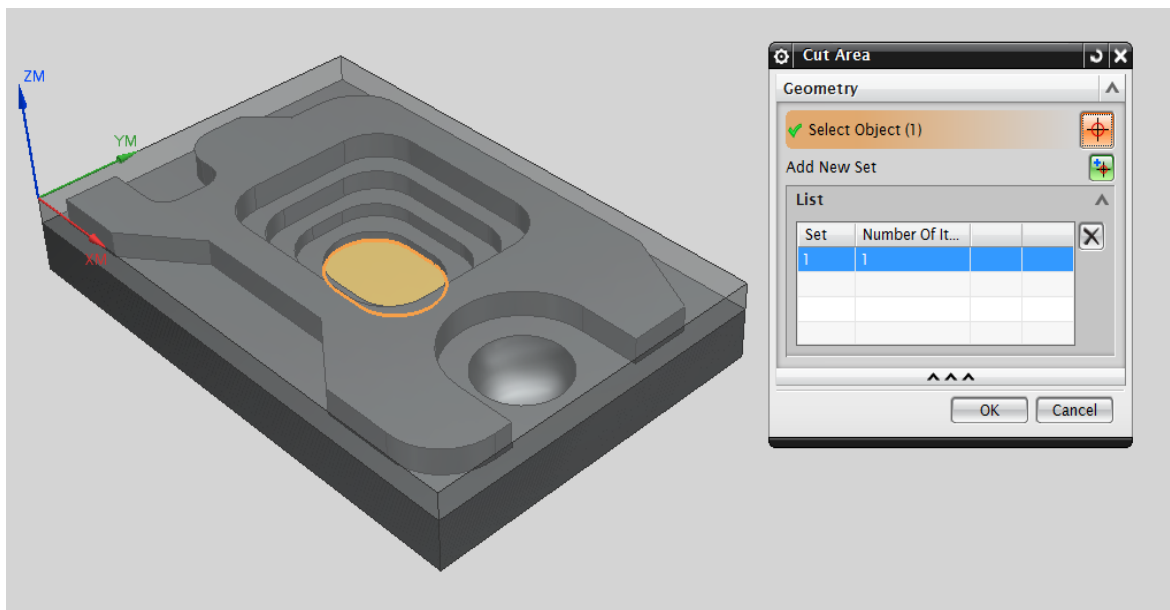 ZM
YM
XM
Cut Area
Geometry
Select Object (1)
Add New Set
List
Set Number Of It...
1 1
OK Cancel